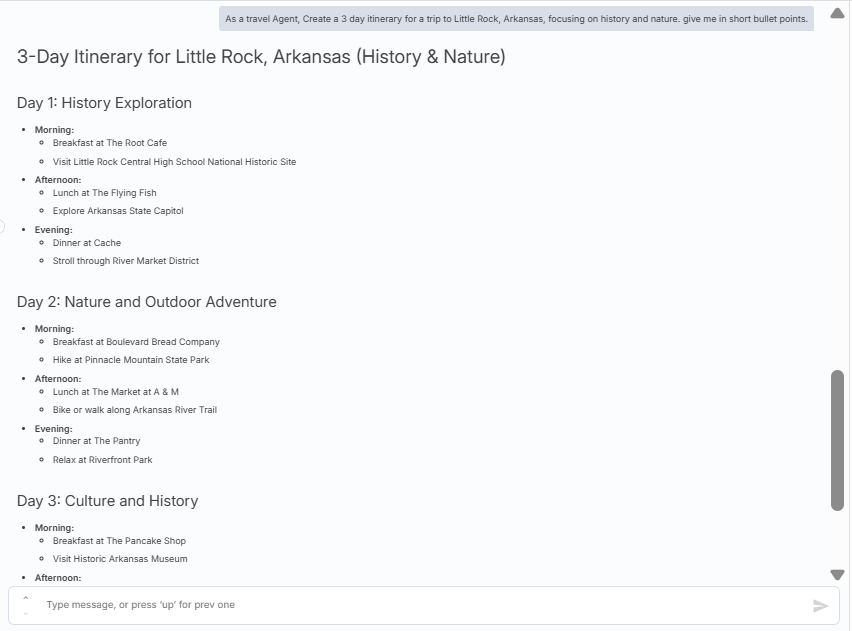 As a travel Agent, Create a 3 day itinerary for a trip to Little Rock, Arkansas, focusing on history and nature. give me in short bullet points.
3-Day Itinerary for Little Rock, Arkansas (History & Nature)
Day 1: History Exploration
Morning:
Breakfast at The Root Cafe
Visit Little Rock Central High School National Historic Site
Afternoon:
Lunch at The Flying Fish
Explore Arkansas State Capitol
Evening:
Dinner at Cache
Stroll through River Market District
Day 2: Nature and Outdoor Adventure
Morning:
Breakfast at Boulevard Bread Company
Hike at Pinnacle Mountain State Park
Afternoon:
Lunch at The Market at A & M
Bike or walk along Arkansas River Trail
Evening:
Dinner at The Pantry
Relax at Riverfront Park
Day 3: Culture and History
Morning:
Breakfast at The Pancake Shop
Visit Historic Arkansas Museum
Afternoon:
Type message, or press 'up' for prev one